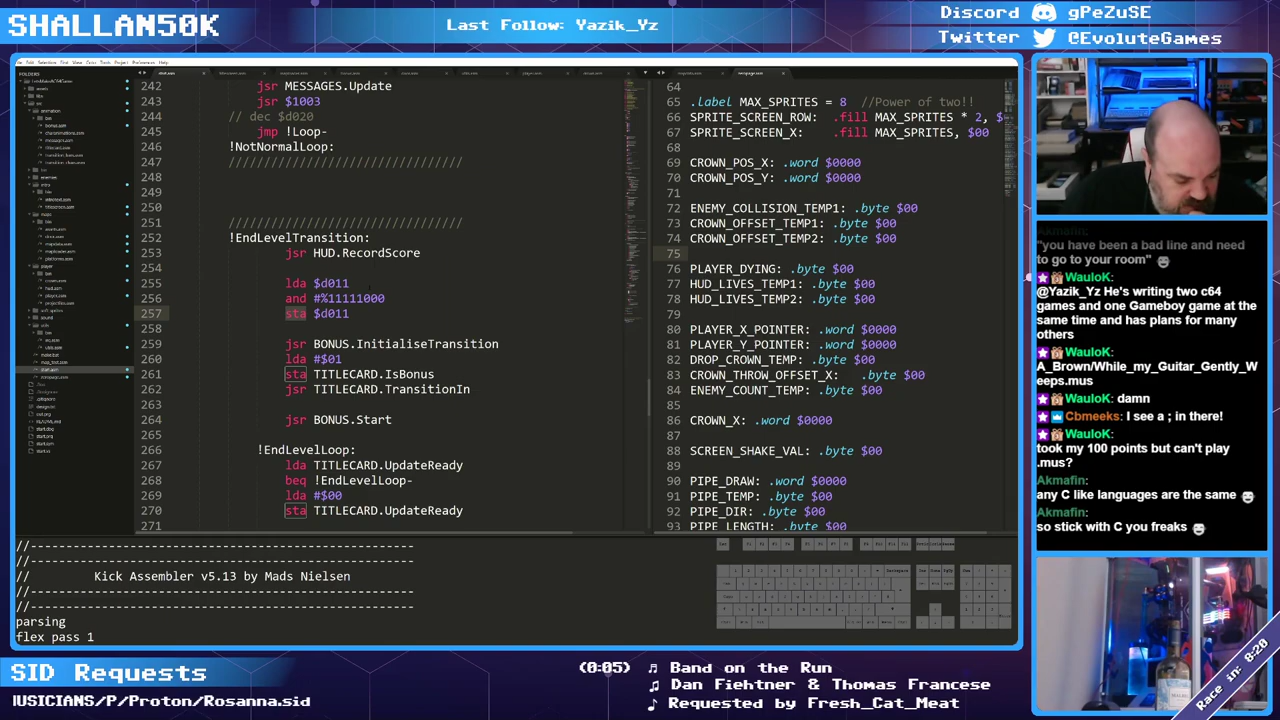 SHALLAN50K
Last Follow: Yazik_Yz
Discord gPeZuSE
Twitter @EvoluteGames
FOLDERS
242 jsr MESSAGES.Update
243 jsr $1003
244 // dec $d020
245 jmp !Loop-
246 !NotNormalLoop:
247 /////////////////////////////////
248
249
250
251 /////////////////////////////////
252 !EndLevelTransition:
253 jsr HUD.RecordScore
254
255 lda $d011
256 and #%11111000
257 sta $d011
258
259 jsr BONUS.InitialiseTransition
260 lda #$01
261 sta TITLECARD.IsBonus
262 jsr TITLECARD.TransitionIn
263
264 jsr BONUS.Start
265
266 !EndLevelLoop:
267 lda TITLECARD.UpdateReady
268 beq !EndLevelLoop-
269 lda #$00
270 sta TITLECARD.UpdateReady
271
64
65 .label MAX_SPRITES = 8 //Power of two!!
66 SPRITE_SCREEN_ROW: .fill MAX_SPRITES * 2, $
67 SPRITE_SCREEN_X: .fill MAX_SPRITES, $00
68
69 CROWN_POS_X: .word $0000
70 CROWN_POS_Y: .word $0000
71
72 ENEMY_COLLISION_TEMP1: .byte $00
73 CROWN_OFFSET_TEMP1: .byte $00
74 CROWN_OFFSET_TEMP2: .byte $00
75
76 PLAYER_DYING: .byte $00
77 HUD_LIVES_TEMP1: .byte $00
78 HUD_LIVES_TEMP2: .byte $00
79
80 PLAYER_X_POINTER: .word $0000
81 PLAYER_Y_POINTER: .word $0000
82 DROP_CROWN_TEMP: .byte $00
83 CROWN_THROW_OFFSET_X: .byte $00
84 ENEMY_COUNT_TEMP: .byte $00
85
86 CROWN_X: .word $0000
87
88 SCREEN_SHAKE_VAL: .byte $00
89
90 PIPE_DRAW: .word $0000
91 PIPE_TEMP: .byte $00
92 PIPE_DIR: .byte $00
93 PIPE_LENGTH: .byte $00
//--------------------------------------------------------
//--------------------------------------------------------
// Kick Assembler v5.13 by Mads Nielsen
//--------------------------------------------------------
//--------------------------------------------------------
parsing
flex pass 1
Akmafin:
"you have been a bad line and need
to go to your room"
WauloK:
@Yazik_Yz He's writing two c64
games and one Gameboy game at the
same time and has plans for many
others
WauloK:
A_Brown/While_my_Guitar_Gently_W
eeps.mus
WauloK: damn
Cbmeeks: I see a ; in there!
WauloK:
took my 100 points but can't play
.mus?
Akmafin:
any C like languages are the same
Akmafin:
so stick with C you freaks
Race in: 8:20
SID Requests
IUSICIANS/P/Proton/Rosanna.sid
(0:05) Band on the Run
Dan Fiehtner & Thomas Francese
Requested by Fresh_Cat_Meat